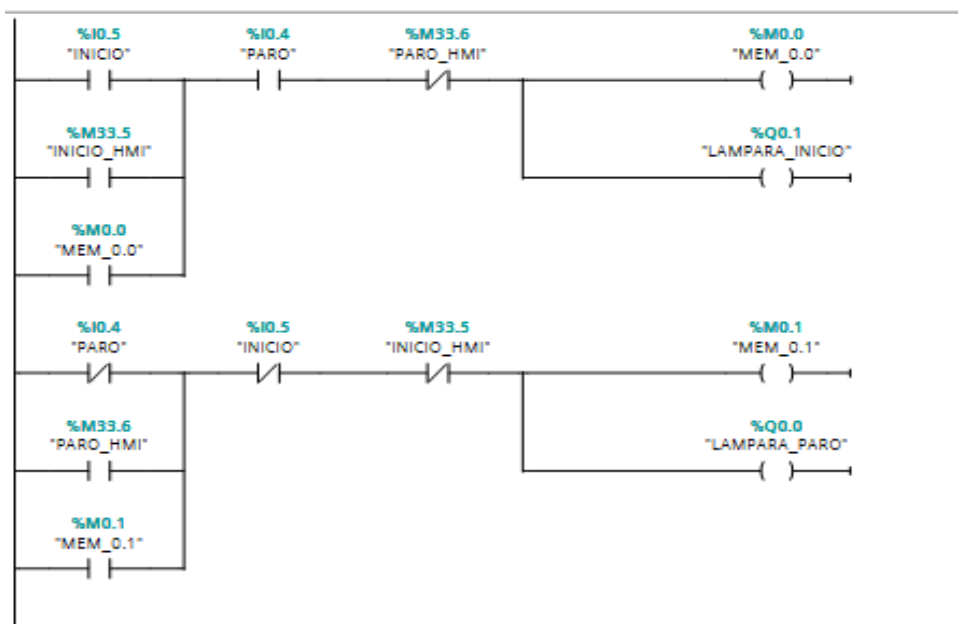 %I0.5 %I0.4 %M33.6 %M0.0
"INICIO" "PARO" "PARO_HMI" "MEM_0.0"
%M33.5 %Q0.1
"INICIO_HMI" "LAMPARA_INICIO"
%M0.0
"MEM_0.0"
%I0.4 %I0.5 %M33.5 %M0.1
"PARO" "INICIO" "INICIO_HMI" "MEM_0.1"
%M33.6 %Q0.0
"PARO_HMI" "LAMPARA_PARO"
%M0.1
"MEM_0.1"